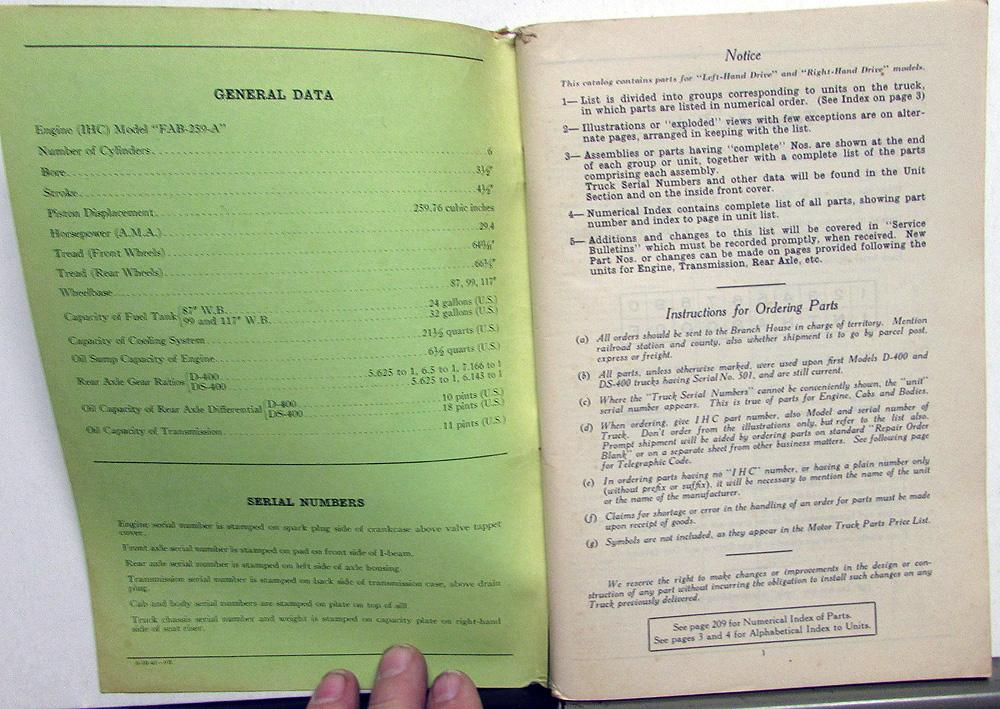 GENERAL DATA
Engine (IHC) Model "FAB-259-A"
Number of Cylinders 6
Bore 3½"
Stroke 4½"
Piston Displacement 259.76 cubic inches
Horsepower (A.M.A.) 29.4
Tread (Front Wheels)
Tread (Rear Wheels)
Wheelbase 87, 99, 117"
Capacity of Fuel Tank 87" W.B. 24 gallons (U.S.)
99 and 117" W.B. 32 gallons (U.S.)
Capacity of Cooling System 21½ quarts (U.S.)
Oil Sump Capacity of Engine 6½ quarts (U.S.)
Rear Axle Gear Ratios D-400 5.625 to 1, 6.5 to 1, 7.166 to 1
DS-400 5.625 to 1, 6.143 to 1
Oil Capacity of Rear Axle Differential D-400 10 pints (U.S.)
DS-400 18 pints (U.S.)
Oil Capacity of Transmission 11 pints (U.S.)
SERIAL NUMBERS
Engine serial number is stamped on spark plug side of crankcase above valve tappet
cover.
Front axle serial number is stamped on pad on front side of I-beam.
Rear axle serial number is stamped on left side of axle housing.
Transmission serial number is stamped on back side of transmission case, above drain
plug.
Cab and body serial numbers are stamped on plate on top of sill.
Truck chassis serial number and weight is stamped on capacity plate on right-hand
side of seat riser.
Notice
This catalog contains parts for "Left-Hand Drive" and "Right-Hand Drive" models.
1— List is divided into groups corresponding to units on the truck,
in which parts are listed in numerical order. (See Index on page 3)
2— Illustrations or "exploded" views with few exceptions are on alter-
nate pages, arranged in keeping with the list.
3— Assemblies or parts having "complete" Nos. are shown at the end
of each group or unit, together with a complete list of the parts
comprising each assembly.
Truck Serial Numbers and other data will be found in the Unit
Section and on the inside front cover.
4— Numerical Index contains complete list of all parts, showing part
number and index to page in unit list.
5— Additions and changes to this list will be covered in "Service
Bulletins" which must be recorded promptly, when received. New
Part Nos. or changes can be made on pages provided following the
units for Engine, Transmission, Rear Axle, etc.
Instructions for Ordering Parts
(a) All orders should be sent to the Branch House in charge of territory. Mention
railroad station and county, also whether shipment is to go by parcel post,
express or freight.
(b) All parts, unless otherwise marked, were used upon first Models D-400 and
DS-400 trucks having Serial No. 501, and are still current.
(c) Where the "Truck Serial Numbers" cannot be conveniently shown, the "unit"
serial number appears. This is true of parts for Engine, Cabs and Bodies.
(d) When ordering, give IHC part number, also Model and serial number of
Truck. Don't order from the illustrations only, but refer to the list also.
Prompt shipment will be aided by ordering parts on standard "Repair Order
Blank" or on a separate sheet from other business matters. See following page
for Telegraphic Code.
(e) In ordering parts having no "IHC" number, or having a plain number only
(without prefix or suffix), it will be necessary to mention the name of the unit
or the name of the manufacturer.
(f) Claims for shortage or error in the handling of an order for parts must be made
upon receipt of goods.
(g) Symbols are not included, as they appear in the Motor Truck Parts Price List.
We reserve the right to make changes or improvements in the design or con-
struction of any part without incurring the obligation to install such changes on any
Truck previously delivered.
See page 209 for Numerical Index of Parts.
See pages 3 and 4 for Alphabetical Index to Units.
1